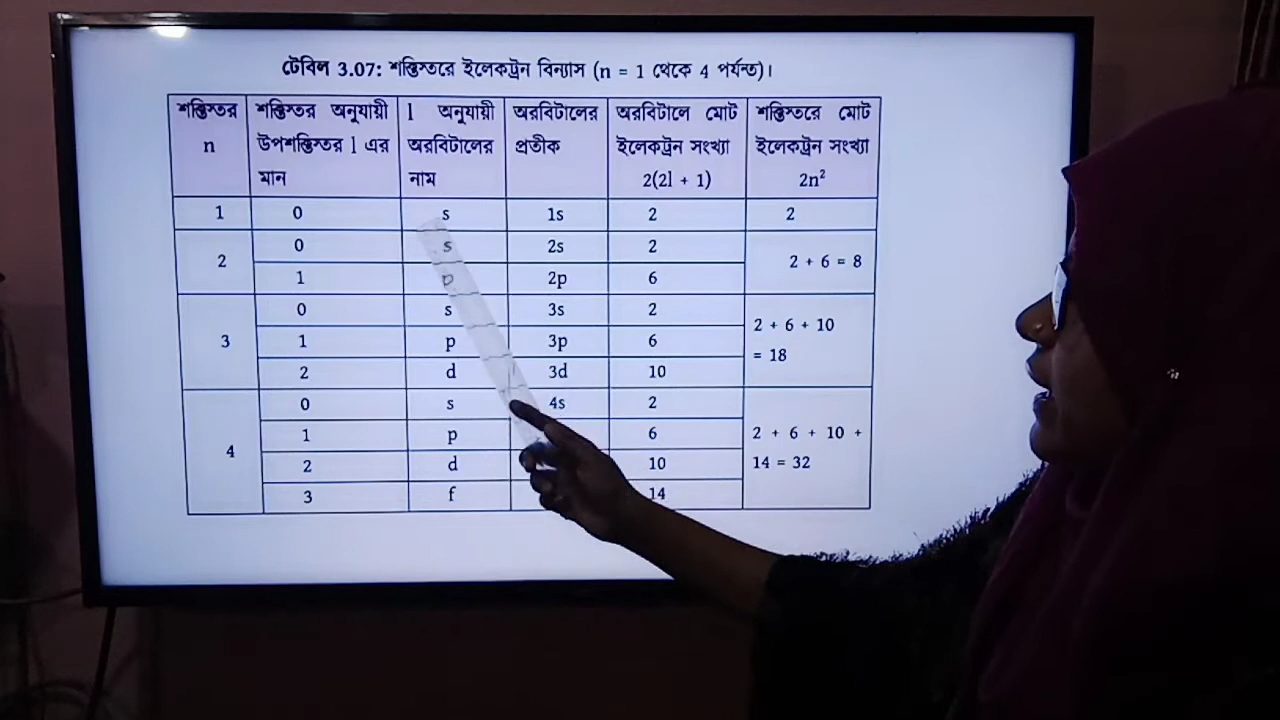 টেবিল 3.07: শক্তিস্তরে ইলেকট্রন বিন্যাস (n = 1 থেকে 4 পর্যন্ত)।
শক্তিস্তর n | শক্তিস্তর অনুযায়ী উপশক্তিস্তর l এর মান | l অনুযায়ী অরবিটালের নাম | অরবিটালের প্রতীক | অরবিটালে মোট ইলেকট্রন সংখ্যা 2(2l + 1) | শক্তিস্তরে মোট ইলেকট্রন সংখ্যা 2n²
1 | 0 | s | 1s | 2 | 2
2 | 0 | s | 2s | 2 | 2 + 6 = 8
1 | p | 2p | 6
3 | 0 | s | 3s | 2 | 2 + 6 + 10 = 18
1 | p | 3p | 6
2 | d | 3d | 10
4 | 0 | s | 4s | 2 | 2 + 6 + 10 + 14 = 32
1 | p | 6
2 | d | 10
3 | f | 14